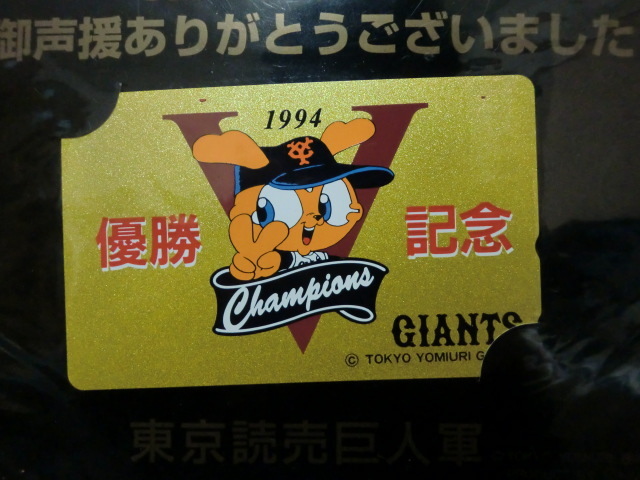 御声援ありがとうございました
1994
優勝 記念
Champions
GIANTS
© TOKYO YOMIURI G
東京読売巨人軍